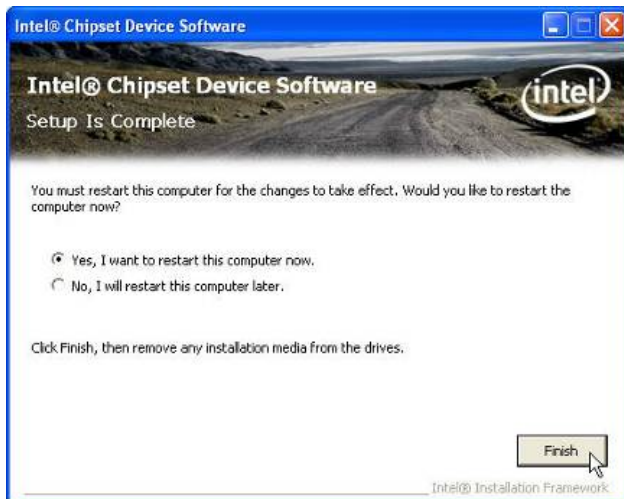 Intel® Chipset Device Software
Intel® Chipset Device Software
intel
Setup Is Complete
You must restart this computer for the changes to take effect. Would you like to restart the
computer now?
Yes, I want to restart this computer now.
No, I will restart this computer later.
Click Finish, then remove any installation media from the drives.
Finish
Intel® Installation Framework